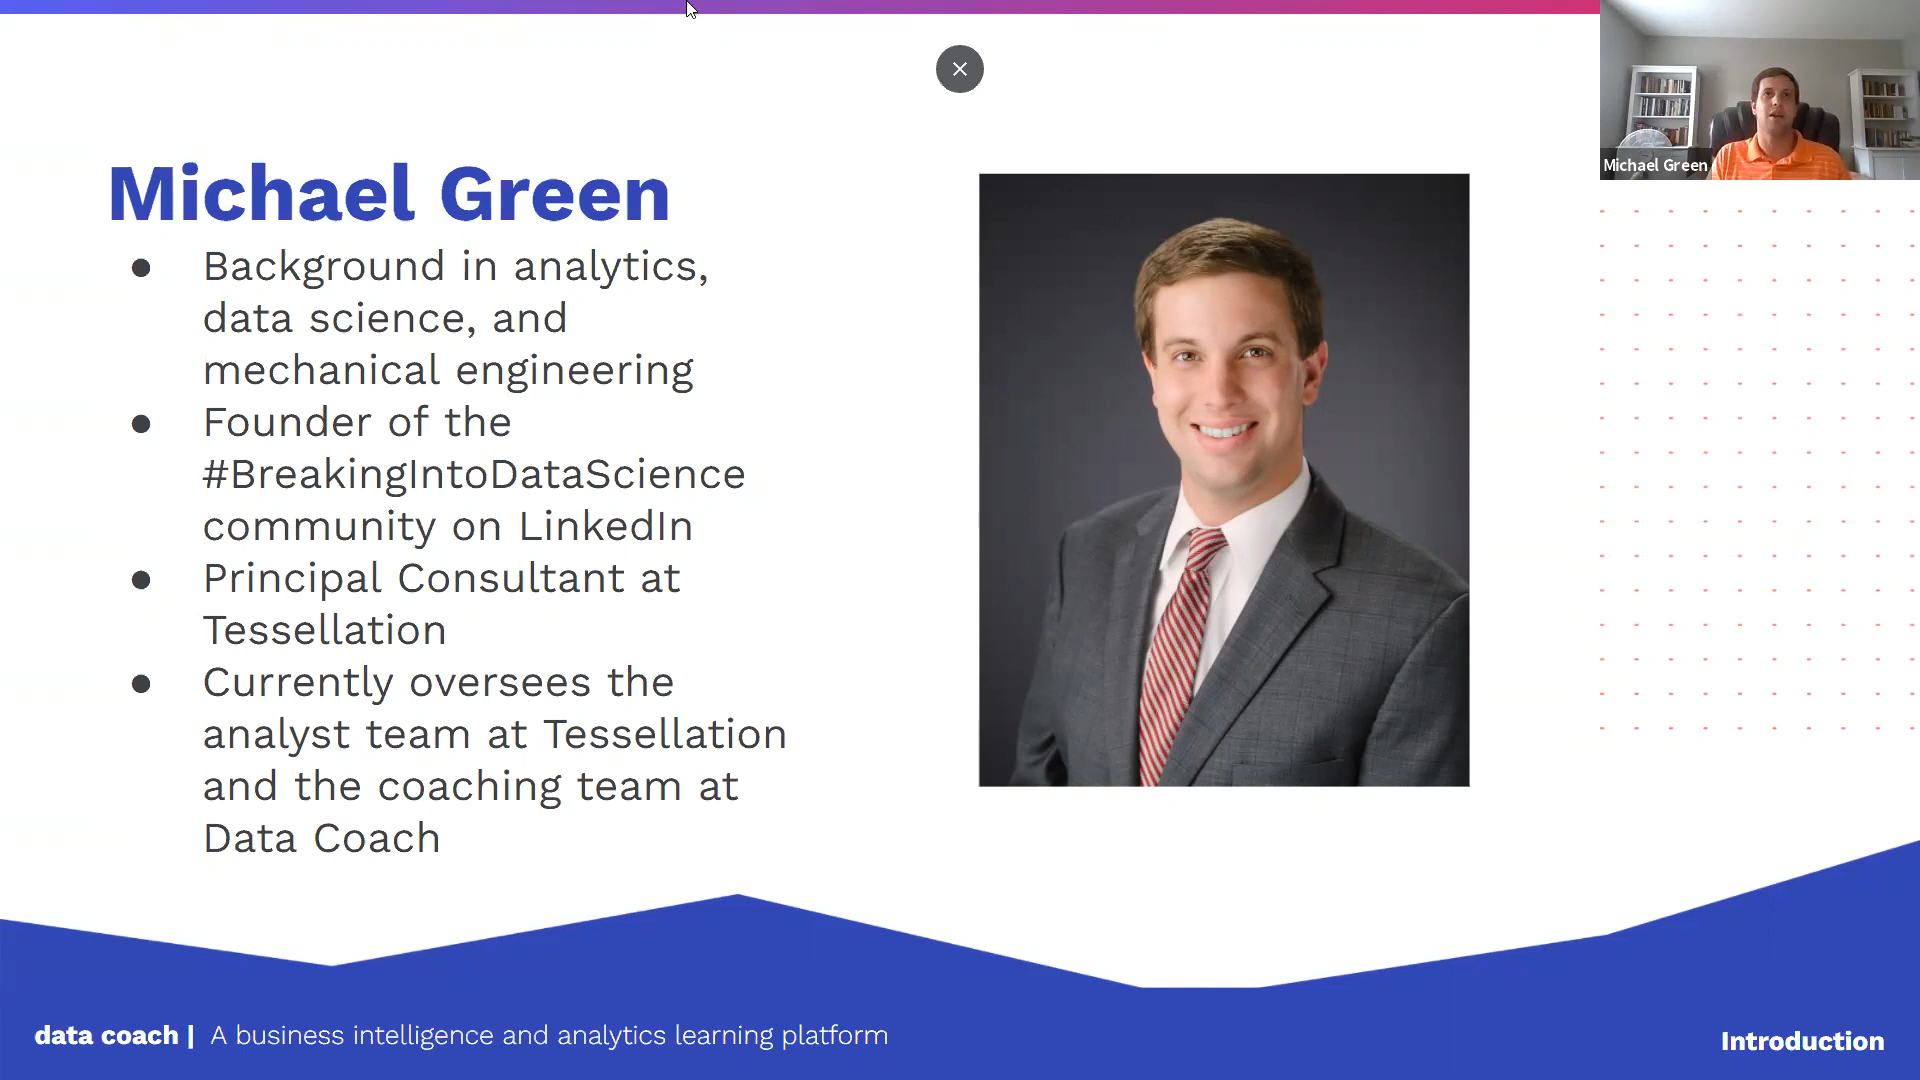 Michael Green
Michael Green
● Background in analytics,
data science, and
mechanical engineering
● Founder of the
#BreakingIntoDataScience
community on LinkedIn
● Principal Consultant at
Tessellation
● Currently oversees the
analyst team at Tessellation
and the coaching team at
Data Coach
data coach | A business intelligence and analytics learning platform
Introduction